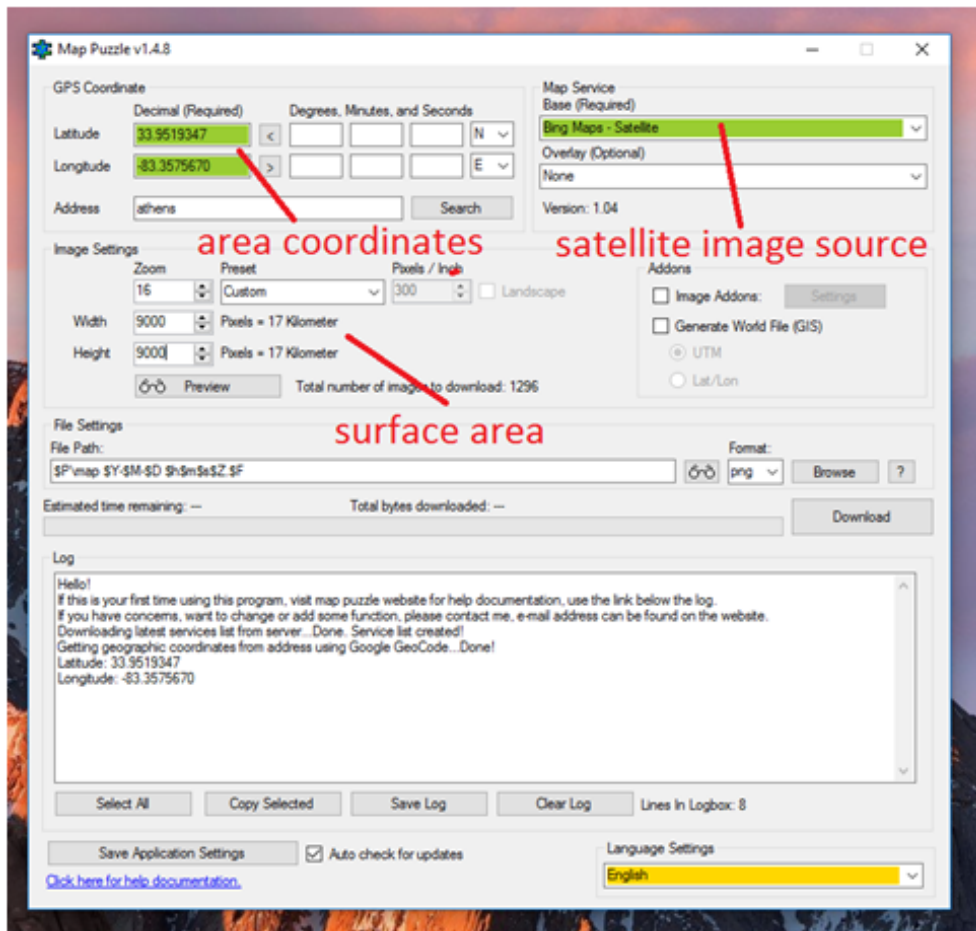 Map Puzzle v1.4.8
GPS Coordinate
Decimal (Required) Degrees, Minutes, and Seconds
Latitude 33.9519347 < N
Longitude -83.3575670 > E
Address athens Search
Map Service
Base (Required)
Bing Maps - Satellite
Overlay (Optional)
None
Version: 1.04
area coordinates
satellite image source
Image Settings
Zoom Preset Pixels / Inch
16 Custom 300 Landscape
Width 9000 Pixels = 17 Kilometer
Height 9000 Pixels = 17 Kilometer
Preview Total number of images to download: 1296
surface area
Addons
Image Addons: Settings
Generate World File (GIS)
UTM
Lat/Lon
File Settings
File Path: Format:
$P\map $Y-$M-$D $h$m$s$Z.$F png Browse ?
Estimated time remaining: --- Total bytes downloaded: ---
Download
Log
Hello!
If this is your first time using this program, visit map puzzle website for help documentation, use the link below the log.
If you have concerns, want to change or add some function, please contact me, e-mail address can be found on the website.
Downloading latest services list from server...Done. Service list created!
Getting geographic coordinates from address using Google GeoCode...Done!
Latitude: 33.9519347
Longitude: -83.3575670
Select All Copy Selected Save Log Clear Log Lines In Logbox: 8
Save Application Settings Auto check for updates
Click here for help documentation.
Language Settings
English